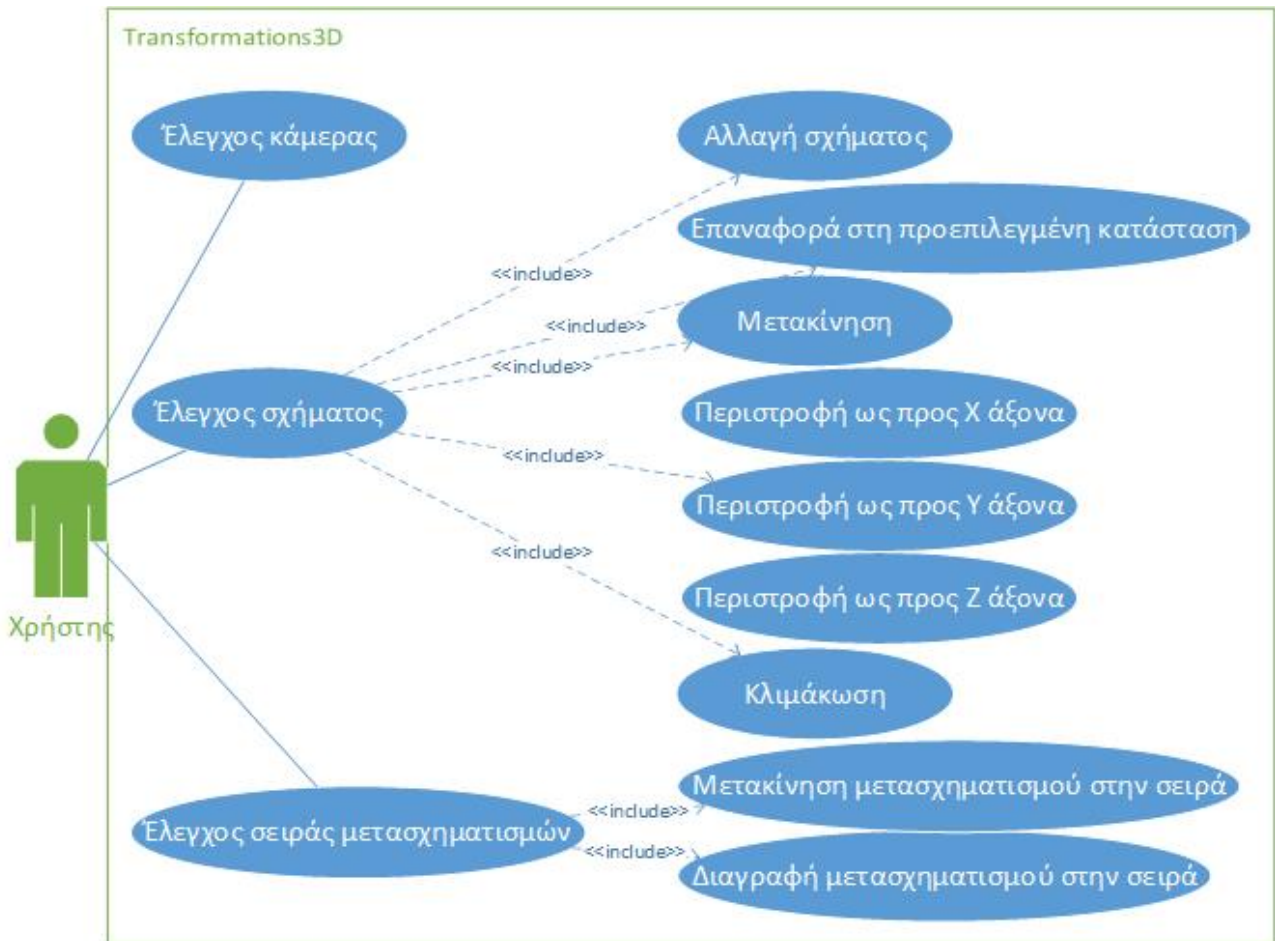 Transformations3D
Έλεγχος κάμερας
Αλλαγή σχήματος
Επαναφορά στη προεπιλεγμένη κατάσταση
<<include>>
<<include>>
Μετακίνηση
<<include>>
Έλεγχος σχήματος
Περιστροφή ως προς Χ άξονα
<<include>>
Περιστροφή ως προς Υ άξονα
<<include>>
Περιστροφή ως προς Ζ άξονα
Χρήστης
Κλιμάκωση
Μετακίνηση μετασχηματισμού στην σειρά
<<include>>
Έλεγχος σειράς μετασχηματισμών
<<include>>
Διαγραφή μετασχηματισμού στην σειρά